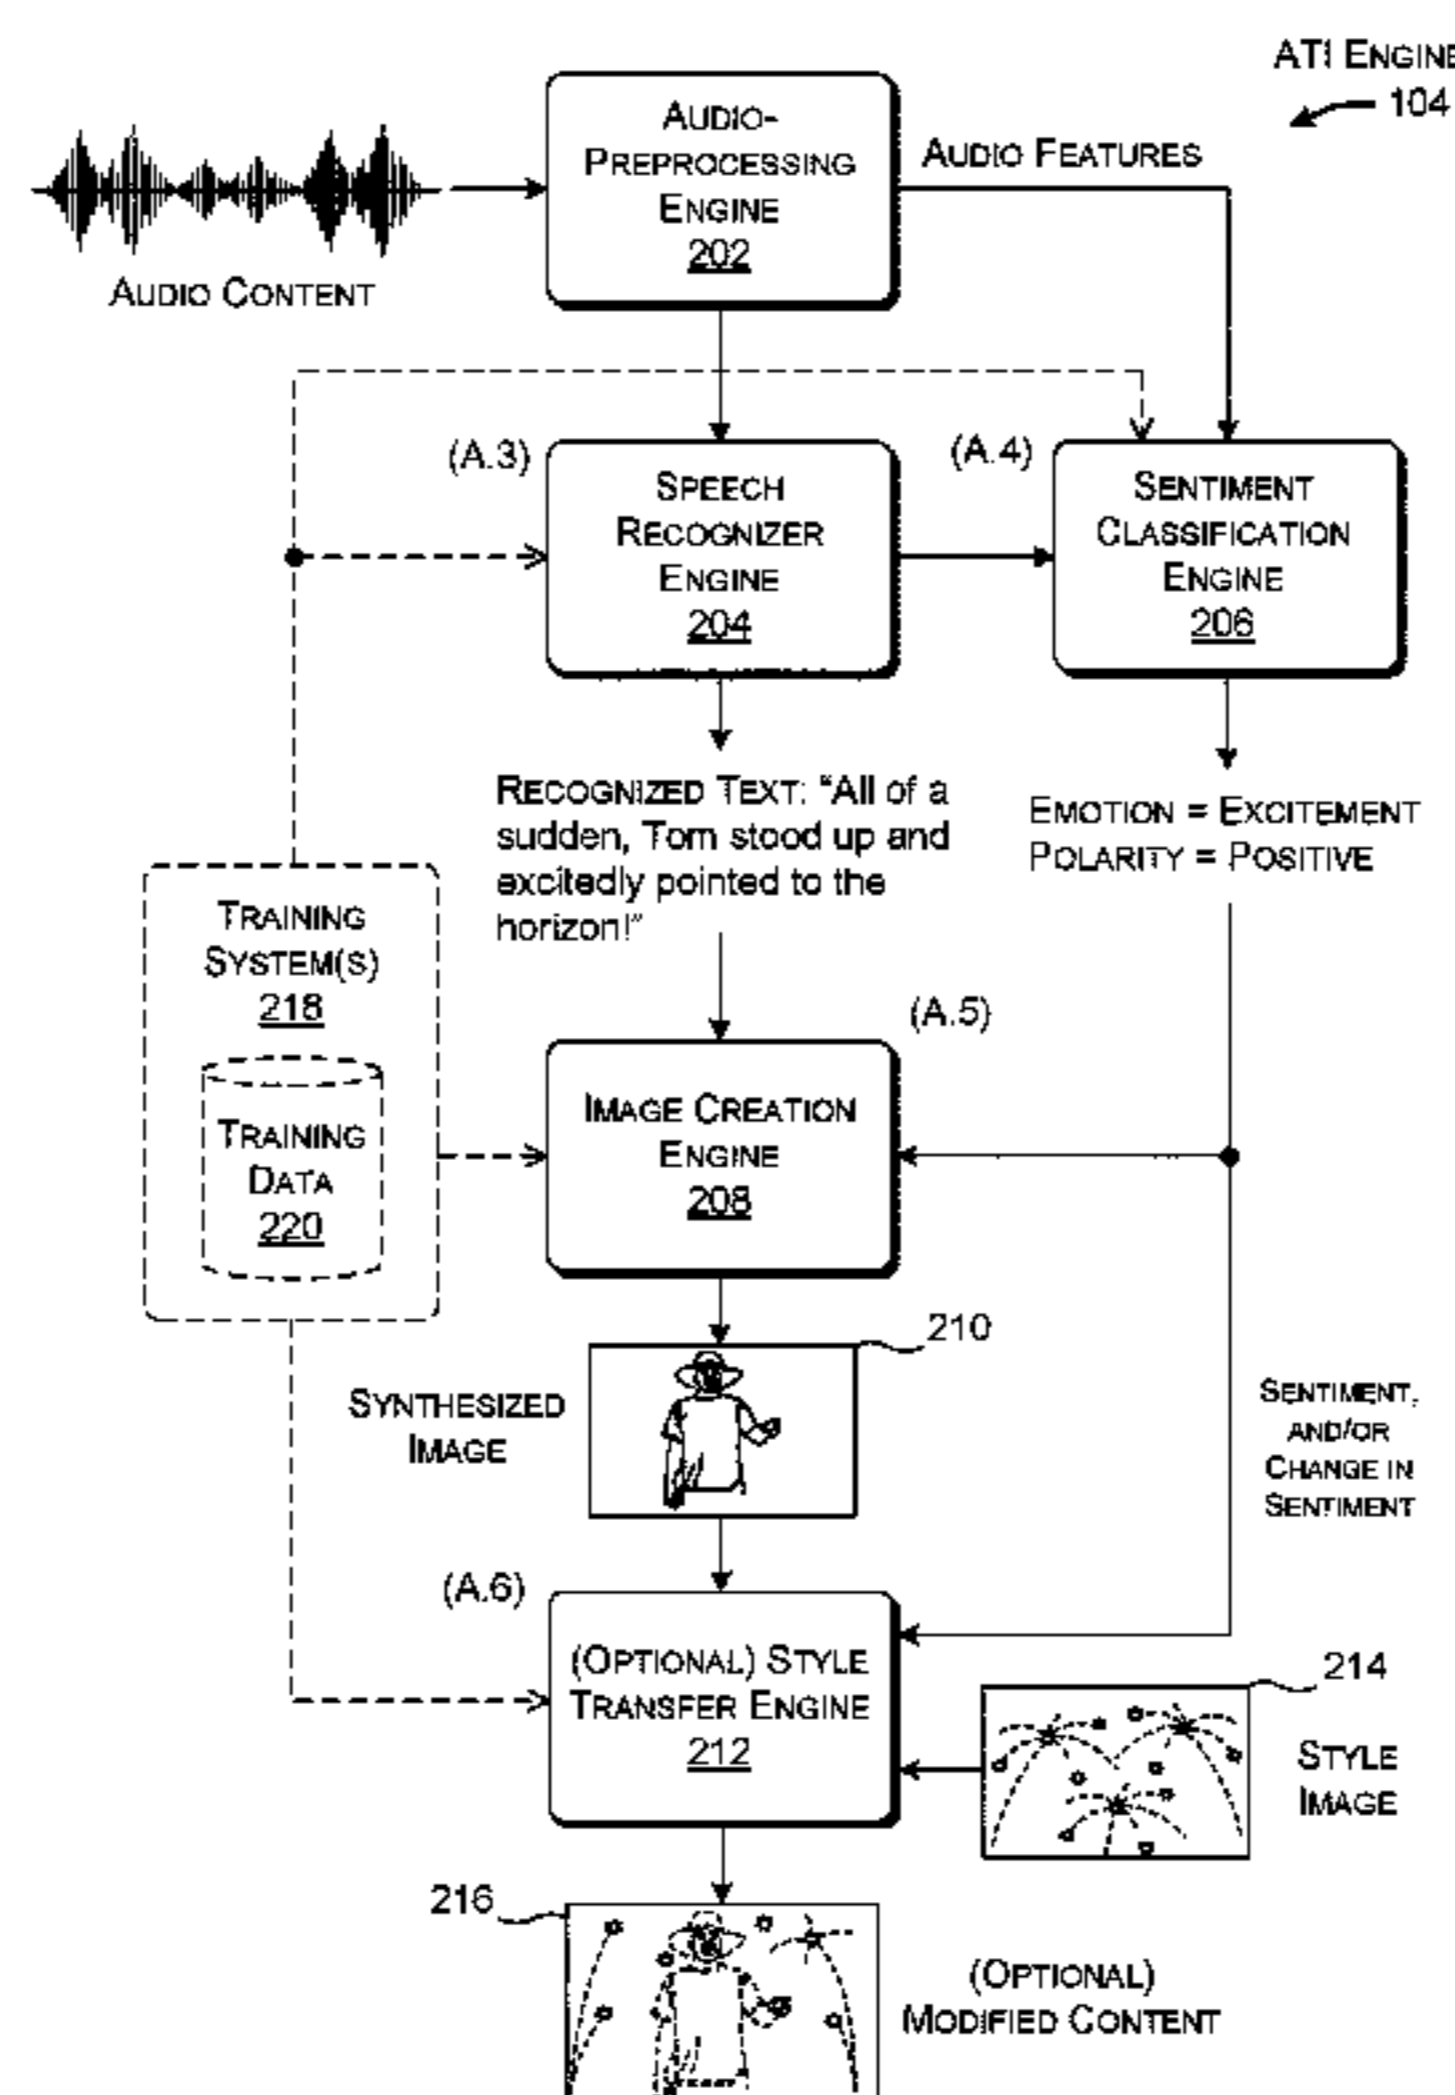 ATI ENGINE
104
AUDIO-
PREPROCESSING
ENGINE
202
AUDIO FEATURES
AUDIO CONTENT
(A.3)
SPEECH
RECOGNIZER
ENGINE
204
(A.4)
SENTIMENT
CLASSIFICATION
ENGINE
206
RECOGNIZED TEXT: “All of a
sudden, Tom stood up and
excitedly pointed to the
horizon!”
EMOTION = EXCITEMENT
POLARITY = POSITIVE
TRAINING
SYSTEM(S)
218
TRAINING
DATA
220
(A.5)
IMAGE CREATION
ENGINE
208
210
SYNTHESIZED
IMAGE
SENTIMENT,
AND/OR
CHANGE IN
SENTIMENT
(A.6)
(OPTIONAL) STYLE
TRANSFER ENGINE
212
214
STYLE
IMAGE
216
(OPTIONAL)
MODIFIED CONTENT